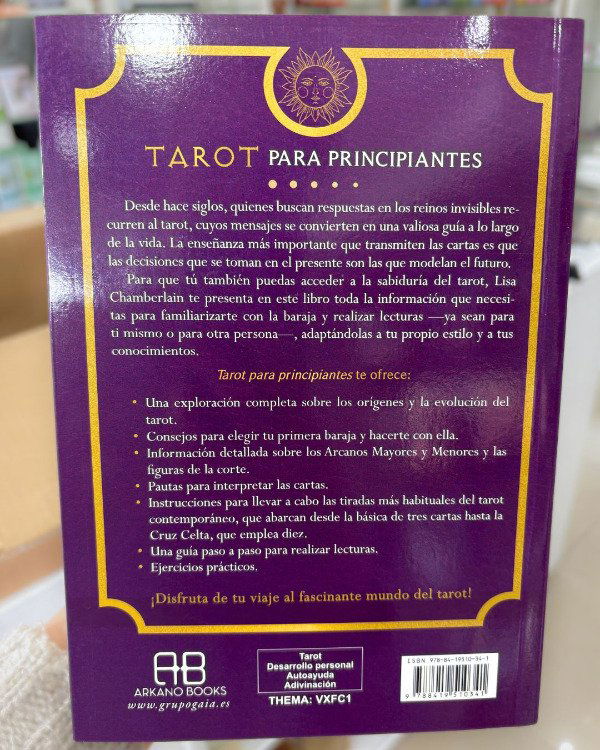 TAROT PARA PRINCIPIANTES
Desde hace siglos, quienes buscan respuestas en los reinos invisibles re-
curren al tarot, cuyos mensajes se convierten en una valiosa guía a lo largo
de la vida. La enseñanza más importante que transmiten las cartas es que
las decisiones que se toman en el presente son las que modelan el futuro.
Para que tú también puedas acceder a la sabiduría del tarot, Lisa
Chamberlain te presenta en este libro toda la información que necesi-
tas para familiarizarte con la baraja y realizar lecturas —ya sean para
ti mismo o para otra persona—, adaptándolas a tu propio estilo y a tus
conocimientos.
Tarot para principiantes te ofrece:
• Una exploración completa sobre los orígenes y la evolución del
tarot.
• Consejos para elegir tu primera baraja y hacerte con ella.
• Información detallada sobre los Arcanos Mayores y Menores y las
figuras de la corte.
• Pautas para interpretar las cartas.
• Instrucciones para llevar a cabo las tiradas más habituales del tarot
contemporáneo, que abarcan desde la básica de tres cartas hasta la
Cruz Celta, que emplea diez.
• Una guía paso a paso para realizar lecturas.
• Ejercicios prácticos.
¡Disfruta de tu viaje al fascinante mundo del tarot!
AB
ARKANO BOOKS
www.grupogaia.es
Tarot
Desarrollo personal
Autoayuda
Adivinación
THEMA: VXFC1
ISBN 978-84-19510-34-1
9 788419 510341